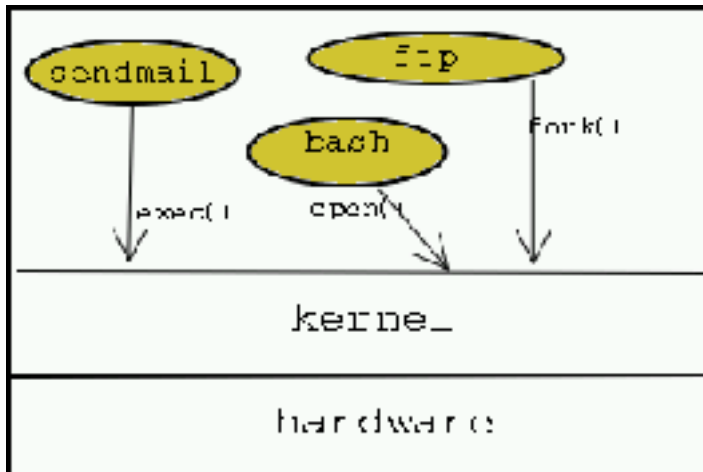 sendmail
ftp
bash
fork()
exec()
open()
kernel
hardware